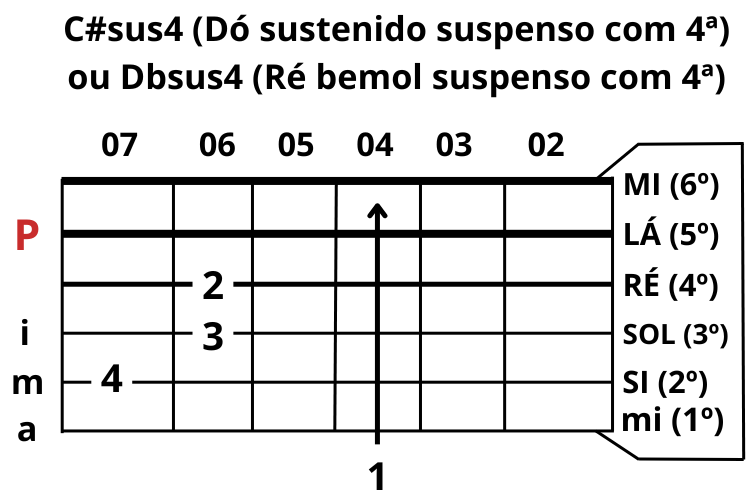 C#sus4 (Dó sustenido suspenso com 4ª)
ou Dbsus4 (Ré bemol suspenso com 4ª)
07 06 05 04 03 02
MI (6º)
P LÁ (5º)
2 RÉ (4º)
i 3 SOL (3º)
m 4 SI (2º)
a mi (1º)
1